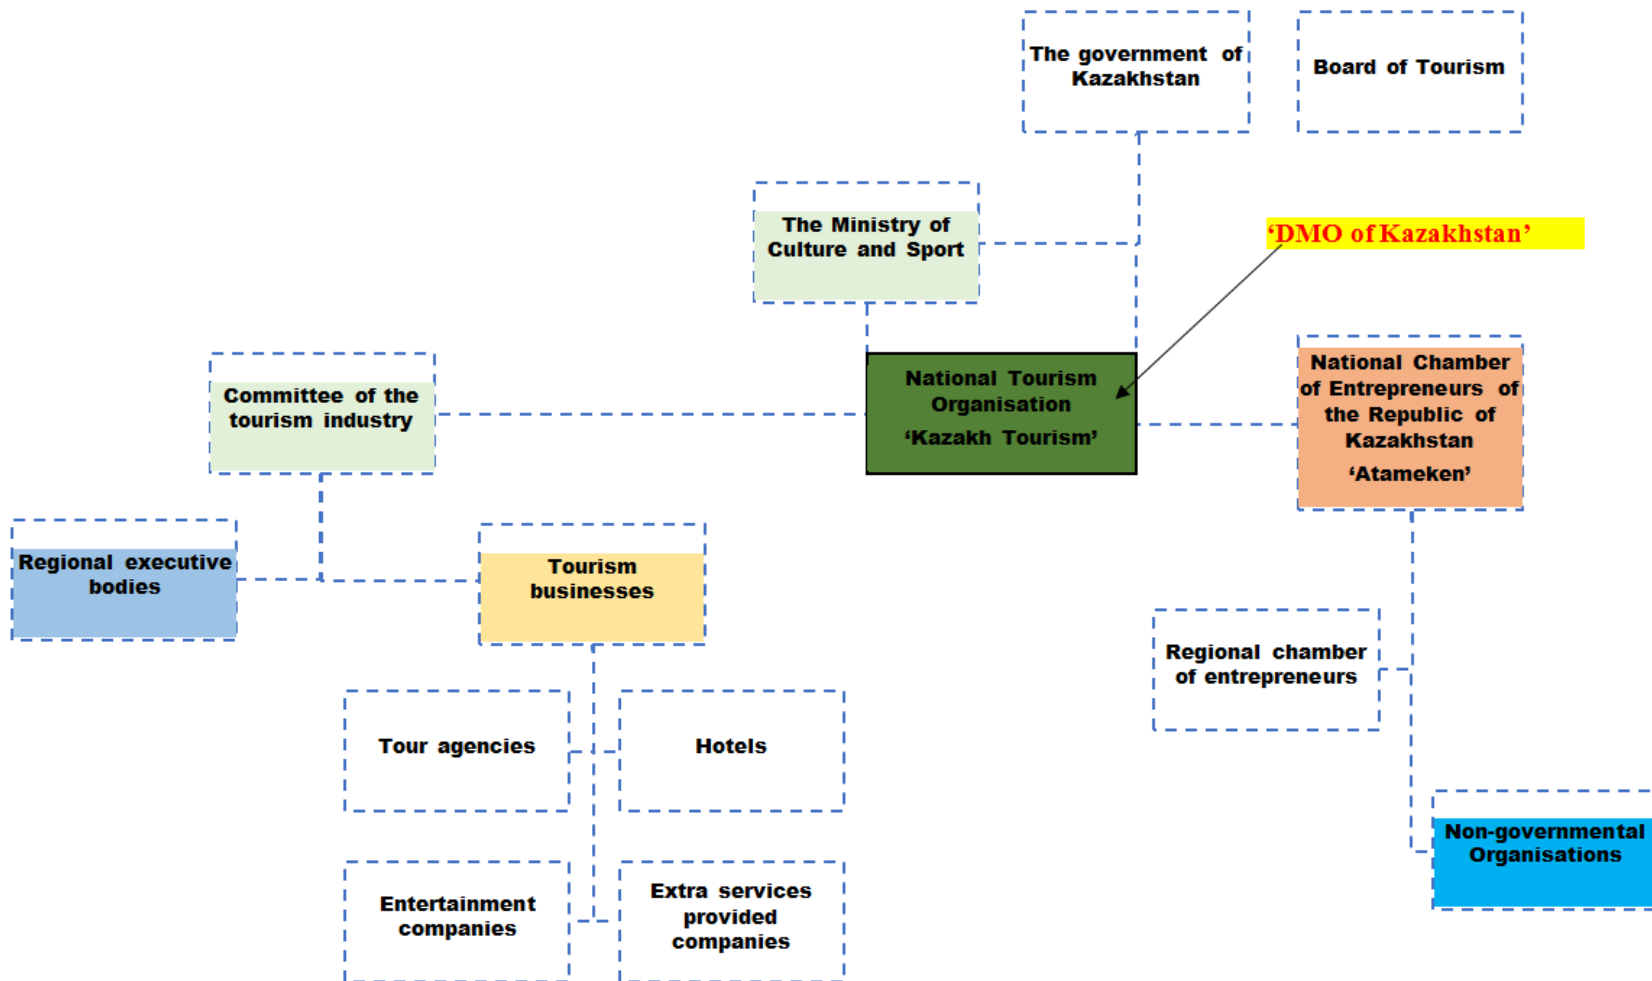 The government of
Kazakhstan
Board of Tourism
The Ministry of
Culture and Sport
‘DMO of Kazakhstan’
Committee of the
tourism industry
National Tourism
Organisation
‘Kazakh Tourism’
National Chamber
of Entrepreneurs of
the Republic of
Kazakhstan
‘Atameken’
Regional executive
bodies
Tourism
businesses
Regional chamber
of entrepreneurs
Tour agencies
Hotels
Non-governmental
Organisations
Entertainment
companies
Extra services
provided
companies